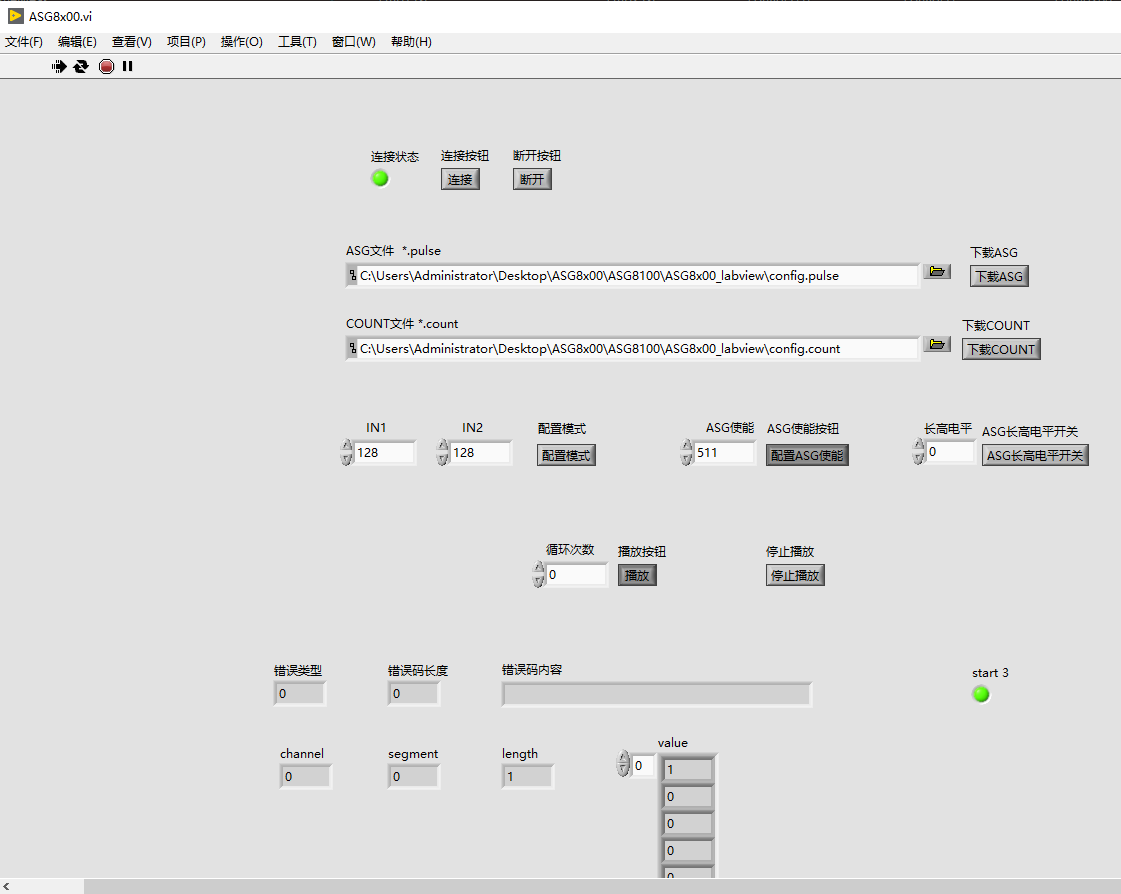 ASG8x00.vi
文件(F) 编辑(E) 查看(V) 项目(P) 操作(O) 工具(T) 窗口(W) 帮助(H)
连接状态 连接按钮 断开按钮
连接 断开
ASG文件 *.pulse 下载ASG
C:\Users\Administrator\Desktop\ASG8x00\ASG8100\ASG8x00_labview\config.pulse 下载ASG
COUNT文件 *.count 下载COUNT
C:\Users\Administrator\Desktop\ASG8x00\ASG8100\ASG8x00_labview\config.count 下载COUNT
IN1 IN2 配置模式 ASG使能 ASG使能按钮 长高电平 ASG长高电平开关
128 128 配置模式 511 配置ASG使能 0 ASG长高电平开关
循环次数 播放按钮 停止播放
0 播放 停止播放
错误类型 错误码长度 错误码内容 start 3
0 0
channel segment length value
0 0 1 0 1
0
0
0
0